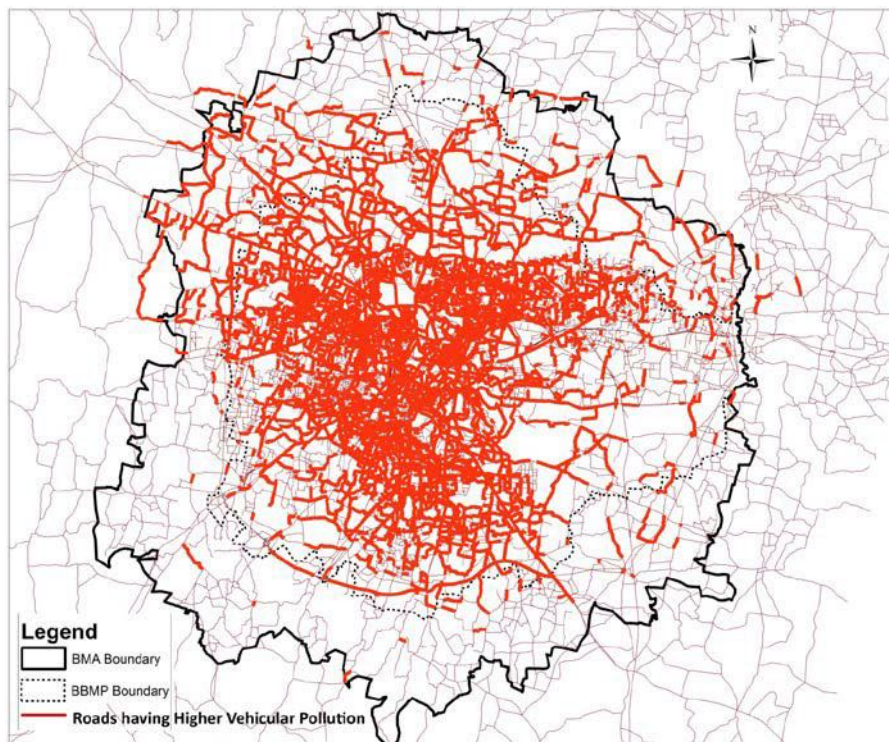 N
Legend
BMA Boundary
BBMP Boundary
Roads having Higher Vehicular Pollution